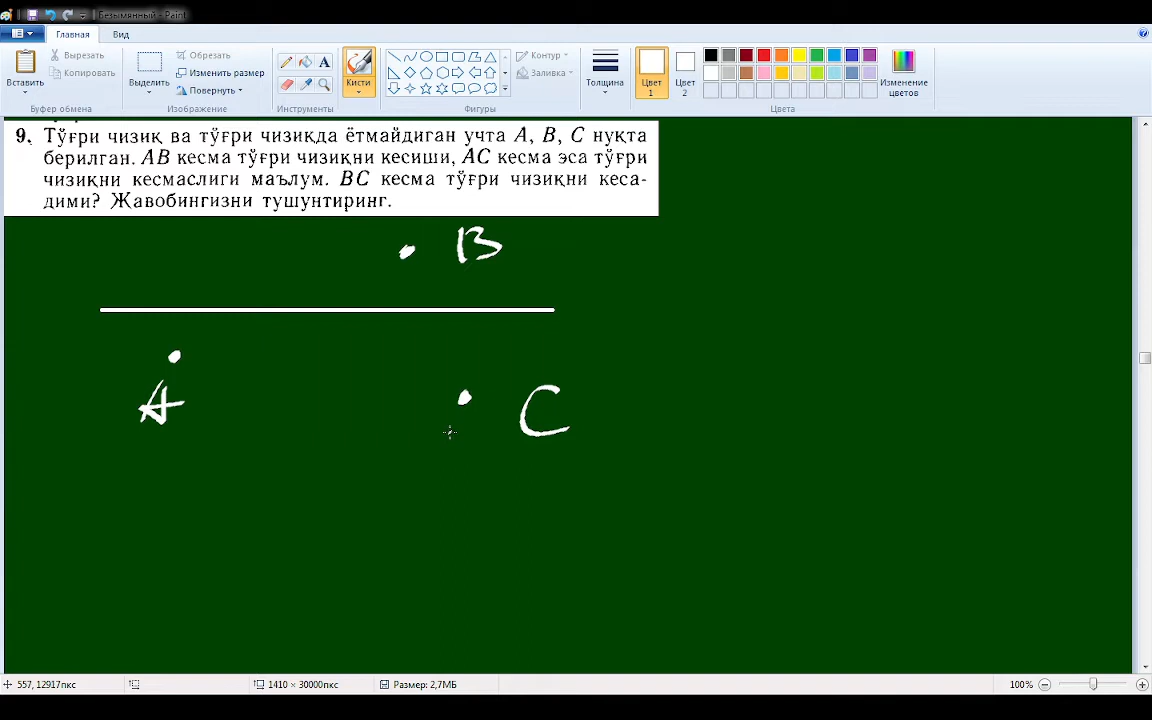 Безымянный - Paint
Главная Вид
Вставить
Вырезать
Копировать
Буфер обмена
Выделить
Обрезать
Изменить размер
Повернуть
Изображение
Инструменты
Кисти
Фигуры
Контур
Заливка
Толщина
Цвет 1
Цвет 2
Цвета
Изменение цветов
9. Тўғри чизиқ ва тўғри чизиқда ётмайдиган учта A, B, C нуқта
берилган. AB кесма тўғри чизиқни кесиши, AC кесма эса тўғри
чизиқни кесмаслиги маълум. BC кесма тўғри чизиқни кеса-
дими? Жавобингизни тушунтиринг.
B
A
C
557, 12917пкс
1410 × 30000пкс
Размер: 2,7МБ
100%